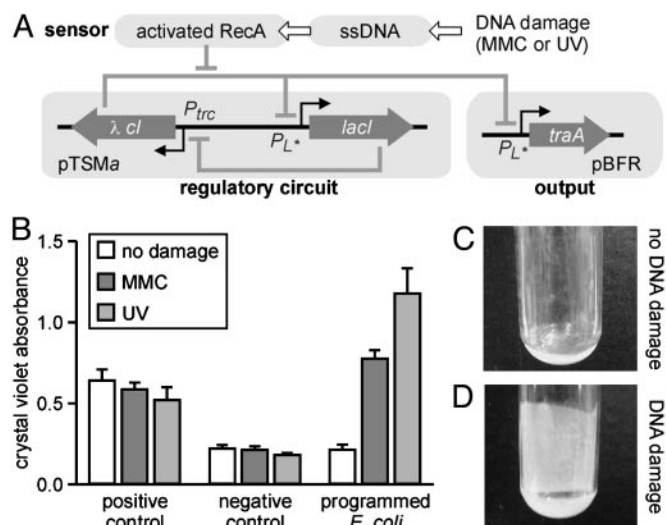 A
sensor
activated RecA
ssDNA
DNA damage
(MMC or UV)
λ cI
Ptrc
PL*
lacI
pTSMa
regulatory circuit
PL*
traA
pBFR
output
B
crystal violet absorbance
1.5
1.0
0.5
0.0
no damage
MMC
UV
positive
control
negative
control
programmed
E. coli
C
no DNA damage
D
DNA damage